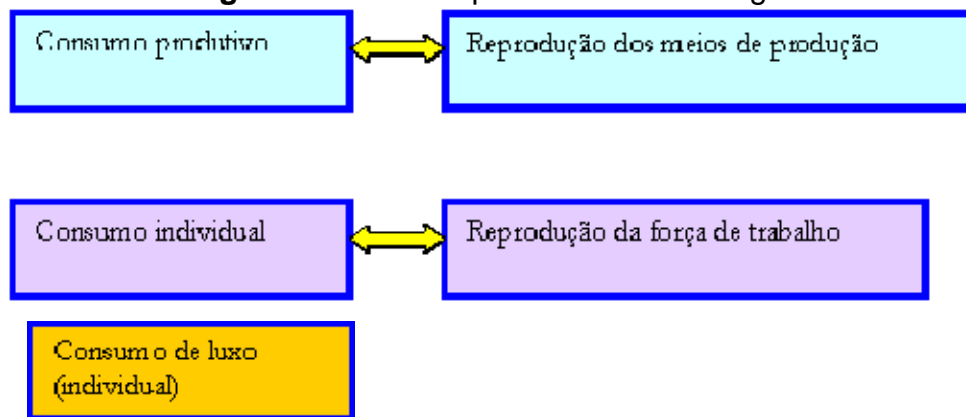 Consumo produtivo
Reprodução dos meios de produção
Consumo individual
Reprodução da força de trabalho
Consumo de luxo
(individual)